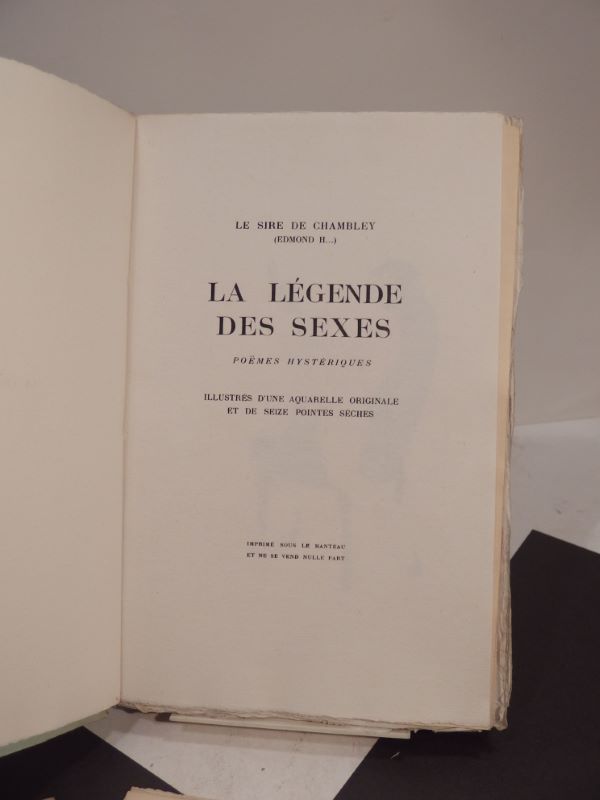 LE SIRE DE CHAMBLEY
(EDMOND H...)
LA LÉGENDE
DES SEXES
POÈMES HYSTÉRIQUES
ILLUSTRÉS D'UNE AQUARELLE ORIGINALE
ET DE SEIZE POINTES SÈCHES
IMPRIMÉ SOUS LE MANTEAU
ET NE SE VEND NULLE PART